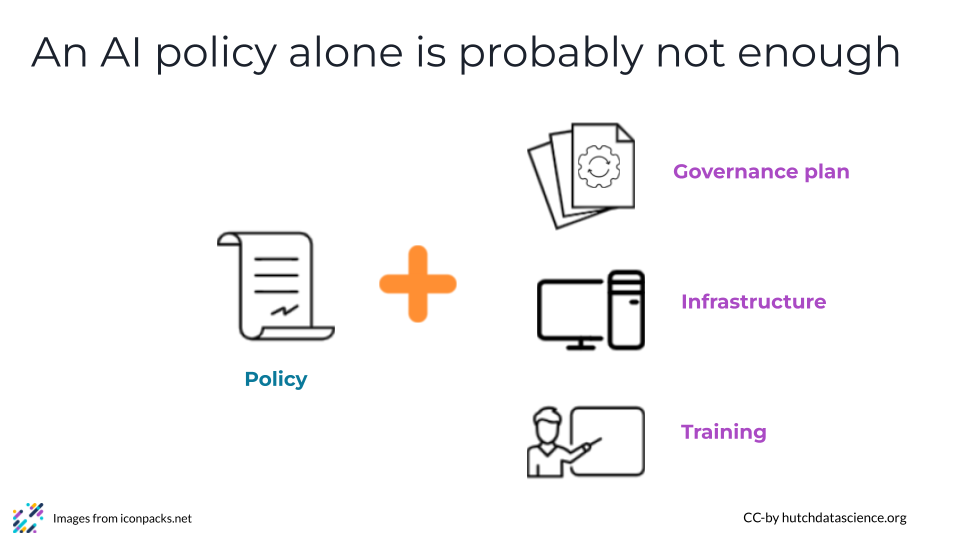 An AI policy alone is probably not enough
Governance plan
Infrastructure
Policy
Training
Images from iconpacks.net
CC-by hutchdatascience.org